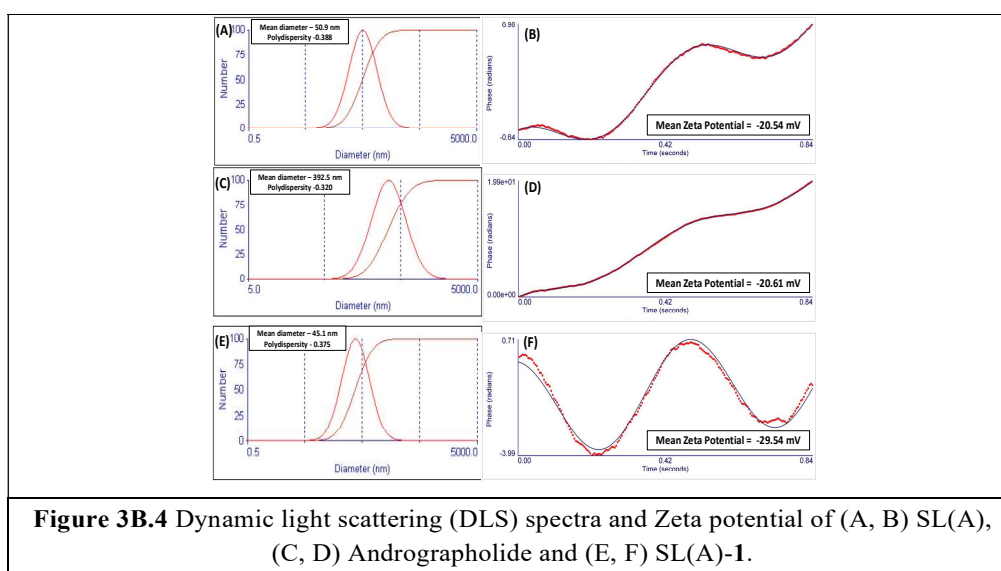 (A)
Mean diameter – 50.9 nm
Polydispersity -0.388
Number
100
75
50
25
0
0.5
5000.0
Diameter (nm)
(B)
0.90
Phase (radians)
-0.64
0.00
0.42
0.84
Time (seconds)
Mean Zeta Potential = -20.54 mV
(C)
Mean diameter – 392.5 nm
Polydispersity -0.320
Number
100
75
50
25
0
5.0
5000.0
Diameter (nm)
(D)
1.99e+01
Phase (radians)
0.00e+00
0.00
0.42
0.84
Time (seconds)
Mean Zeta Potential = -20.61 mV
(E)
Mean diameter – 45.1 nm
Polydispersity - 0.375
Number
100
75
50
25
0
0.5
5000.0
Diameter (nm)
(F)
0.71
Phase (radians)
-3.99
0.00
0.42
0.84
Time (seconds)
Mean Zeta Potential = -29.54 mV
Figure 3B.4 Dynamic light scattering (DLS) spectra and Zeta potential of (A, B) SL(A),
(C, D) Andrographolide and (E, F) SL(A)-1.